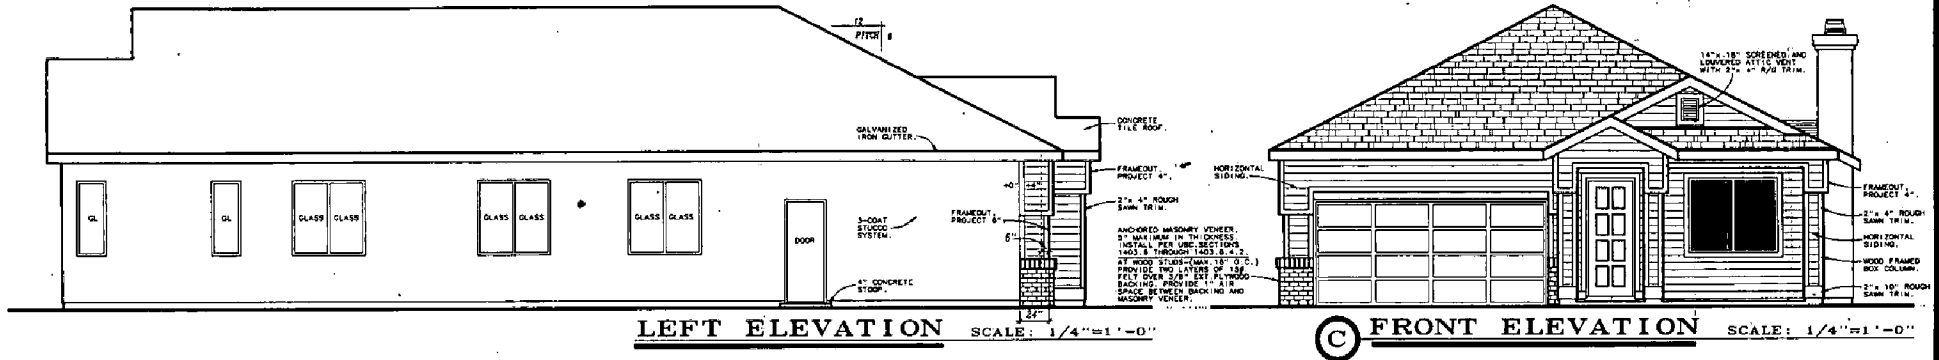 12
PITCH 6
GALVANIZED
IRON GUTTER.
CONCRETE
TILE ROOF.
FRAMEOUT,
PROJECT 4".
2"x 4" ROUGH
SAWN TRIM.
GL
GL
GLASS GLASS
GLASS GLASS
GLASS GLASS
DOOR
3-COAT
STUCCO
SYSTEM.
FRAMEOUT,
PROJECT 6"
6"
4" CONCRETE
STOOP.
24"
ANCHORED MASONRY VENEER.
5" MAXIMUM IN THICKNESS.
INSTALL PER UBC.SECTIONS
1403.6 THROUGH 1403.6.4.2.
AT WOOD STUDS-(MAX.16" O.C.)
PROVIDE TWO LAYERS OF 15#
FELT OVER 3/8" EXT.PLYWOOD
BACKING. PROVIDE 1" AIR
SPACE BETWEEN BACKING AND
MASONRY VENEER.
LEFT ELEVATION SCALE: 1/4"=1'-0"
HORIZONTAL
SIDING.
14"x 18" SCREENED AND
LOUVERED ATTIC VENT
WITH 2"x 4" R/S TRIM.
FRAMEOUT,
PROJECT 4".
2"x 4" ROUGH
SAWN TRIM.
HORIZONTAL
SIDING.
WOOD FRAMED
BOX COLUMN.
2"x 10" ROUGH
SAWN TRIM.
C FRONT ELEVATION SCALE: 1/4"=1'-0"